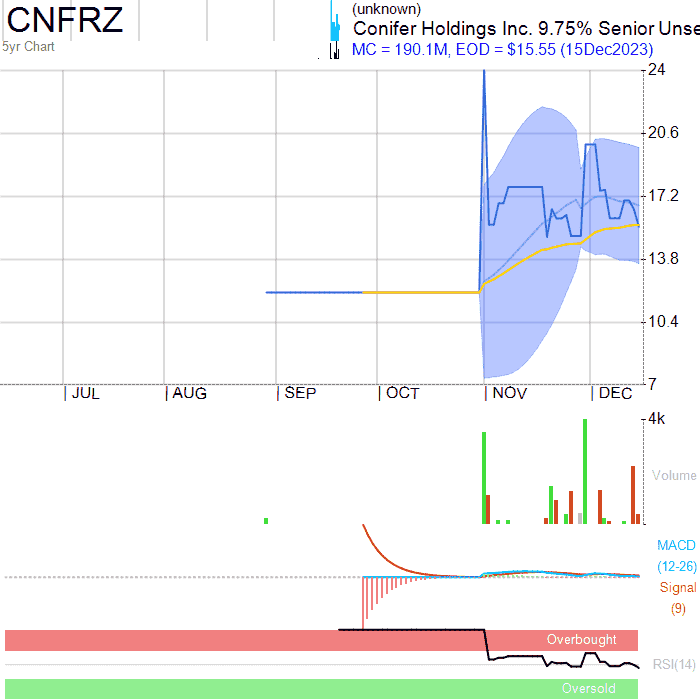 CNFRZ
(unknown)
Conifer Holdings Inc. 9.75% Senior Unse
5yr Chart
MC = 190.1M, EOD = $15.55 (15Dec2023)
24
20.6
17.2
13.8
10.4
7
JUL
AUG
SEP
OCT
NOV
DEC
4k
Volume
MACD
(12-26)
Signal
(9)
Overbought
RSI(14)
Oversold